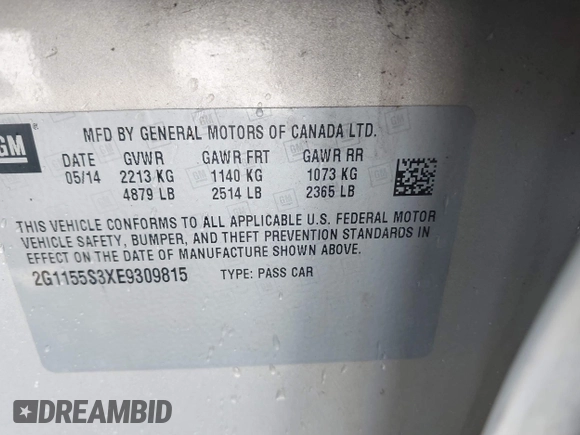 GM
MFD BY GENERAL MOTORS OF CANADA LTD.
DATE GVWR GAWR FRT GAWR RR
05/14 2213 KG 1140 KG 1073 KG
4879 LB 2514 LB 2365 LB
THIS VEHICLE CONFORMS TO ALL APPLICABLE U.S. FEDERAL MOTOR
VEHICLE SAFETY, BUMPER, AND THEFT PREVENTION STANDARDS IN
EFFECT ON THE DATE OF MANUFACTURE SHOWN ABOVE.
2G1155S3XE9309815 TYPE: PASS CAR
DREAMBID